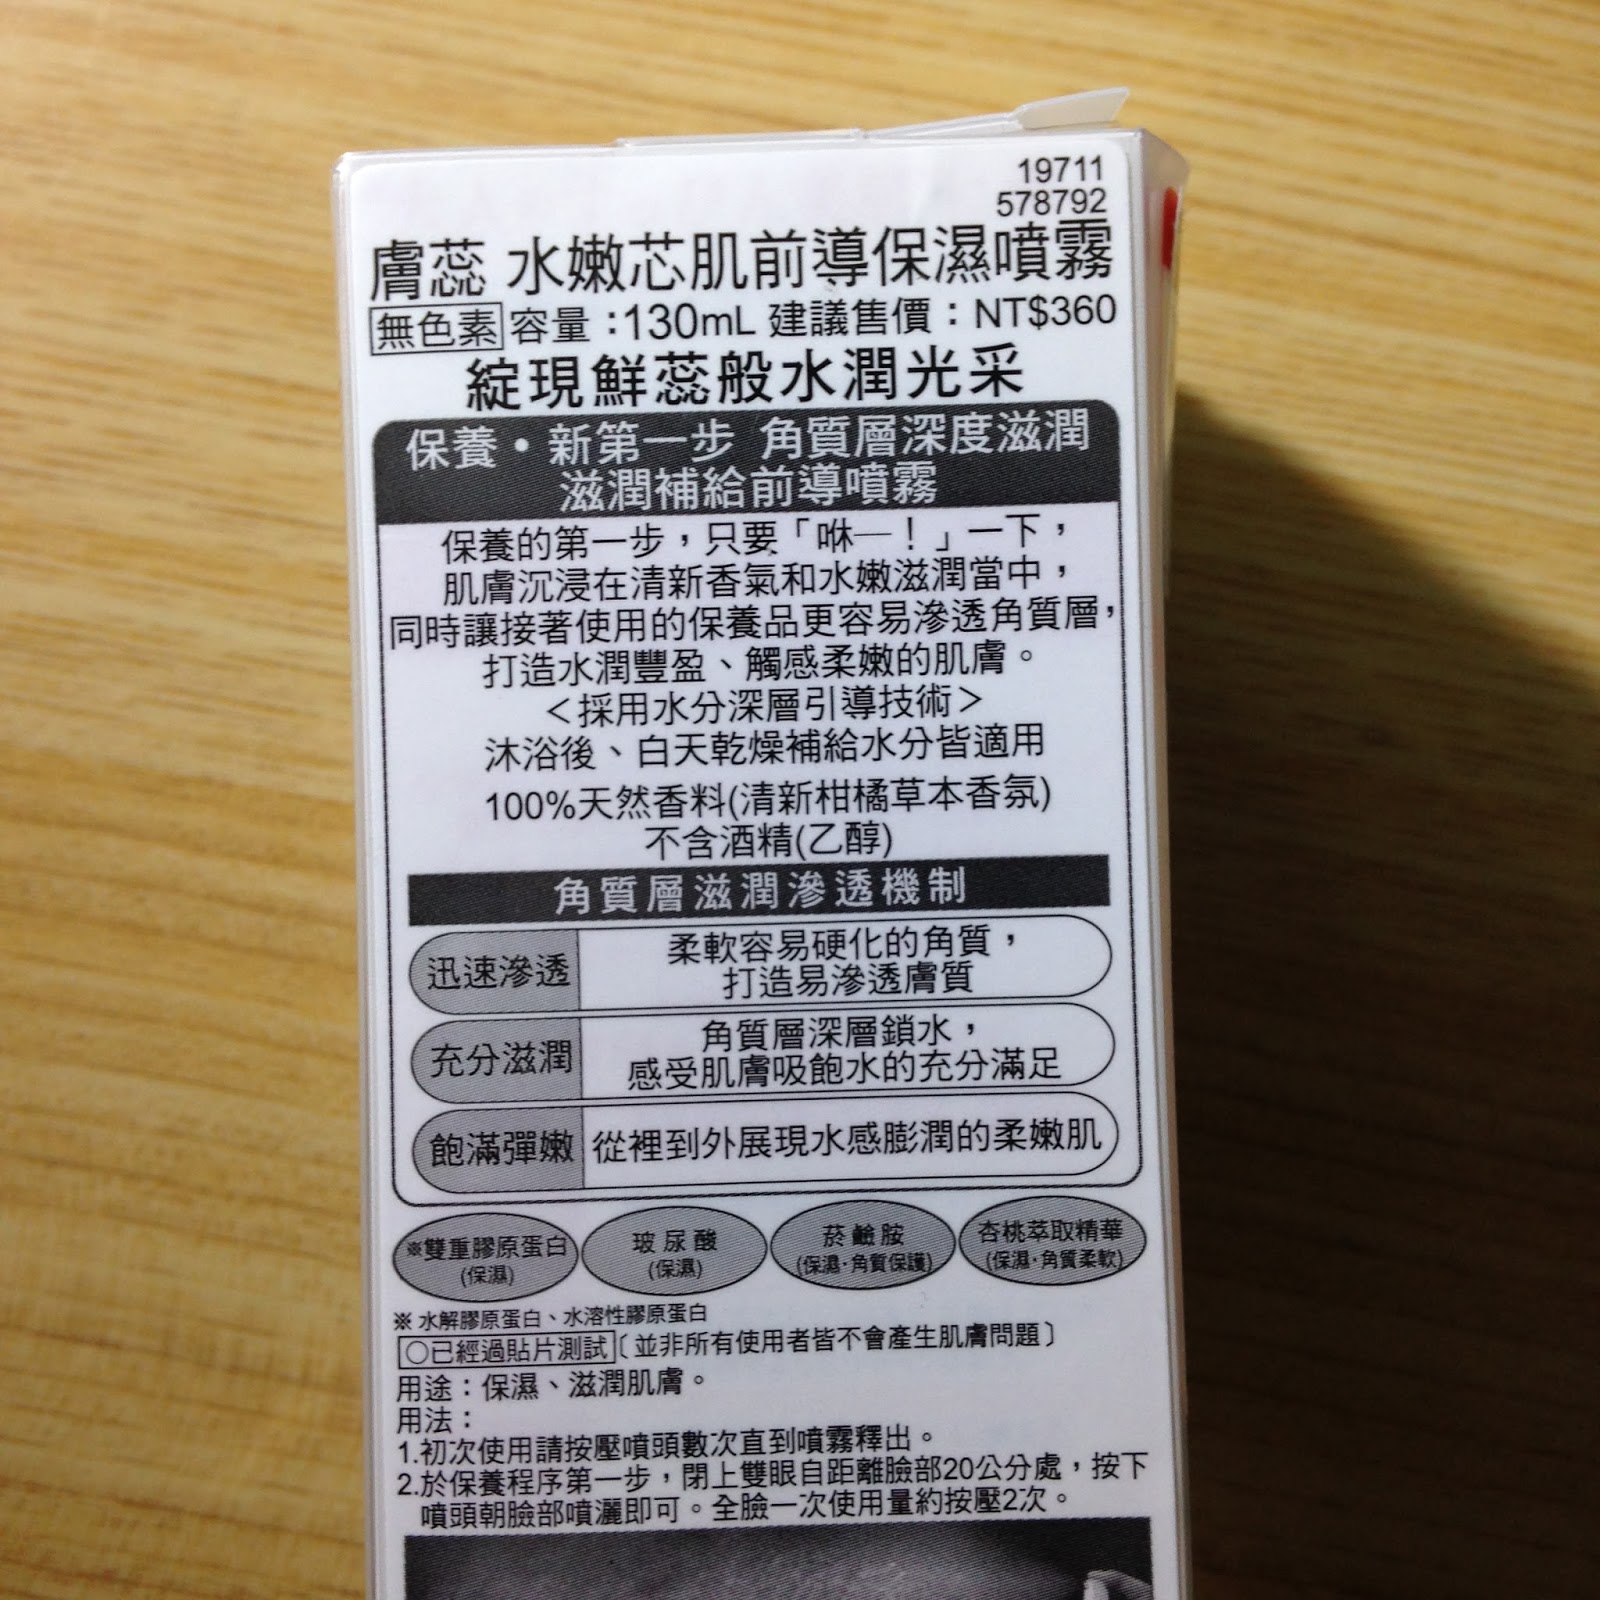 19711
578792
膚蕊 水嫩芯肌前導保濕噴霧
無色素 容量:130mL 建議售價:NT$360
綻現鮮蕊般水潤光采
保養・新第一步 角質層深度滋潤
滋潤補給前導噴霧
保養的第一步，只要「咻—！」一下，
肌膚沉浸在清新香氣和水嫩滋潤當中，
同時讓接著使用的保養品更容易滲透角質層，
打造水潤豐盈、觸感柔嫩的肌膚。
＜採用水分深層引導技術＞
沐浴後、白天乾燥補給水分皆適用
100%天然香料(清新柑橘草本香氛)
不含酒精(乙醇)
角質層滋潤滲透機制
迅速滲透 柔軟容易硬化的角質，
打造易滲透膚質
充分滋潤 角質層深層鎖水，
感受肌膚吸飽水的充分滿足
飽滿彈嫩 從裡到外展現水感膨潤的柔嫩肌
※雙重膠原蛋白 (保濕)
玻尿酸 (保濕)
菸鹼胺 (保濕・角質保護)
杏桃萃取精華 (保濕・角質柔軟)
※ 水解膠原蛋白、水溶性膠原蛋白
○已經過貼片測試〔並非所有使用者皆不會產生肌膚問題〕
用途：保濕、滋潤肌膚。
用法：
1.初次使用請按壓噴頭數次直到噴霧釋出。
2.於保養程序第一步，閉上雙眼自距離臉部20公分處，按下
噴頭朝臉部噴灑即可。全臉一次使用量約按壓2次。